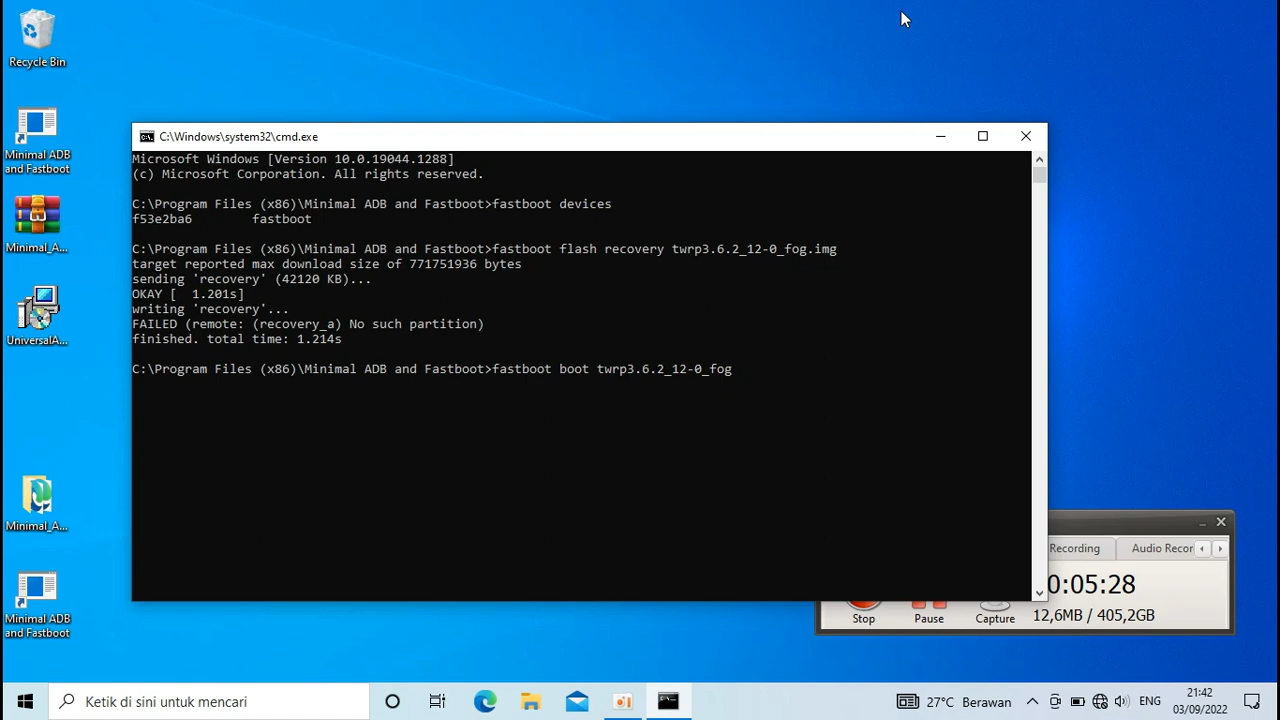 Recycle Bin
Minimal ADB
and Fastboot
Minimal_A...
UniversalA...
Minimal_A...
Minimal ADB
and Fastboot
C:\Windows\system32\cmd.exe
Microsoft Windows [Version 10.0.19044.1288]
(c) Microsoft Corporation. All rights reserved.
C:\Program Files (x86)\Minimal ADB and Fastboot>fastboot devices
f53e2ba6        fastboot
C:\Program Files (x86)\Minimal ADB and Fastboot>fastboot flash recovery twrp3.6.2_12-0_fog.img
target reported max download size of 771751936 bytes
sending 'recovery' (42120 KB)...
OKAY [  1.201s]
writing 'recovery'...
FAILED (remote: (recovery_a) No such partition)
finished. total time: 1.214s
C:\Program Files (x86)\Minimal ADB and Fastboot>fastboot boot twrp3.6.2_12-0_fog
Recording
Audio Recor
0:05:28
Stop
Pause
Capture
12,6MB / 405,2GB
Ketik di sini untuk mencari
27°C Berawan
ENG
21:42
03/09/2022